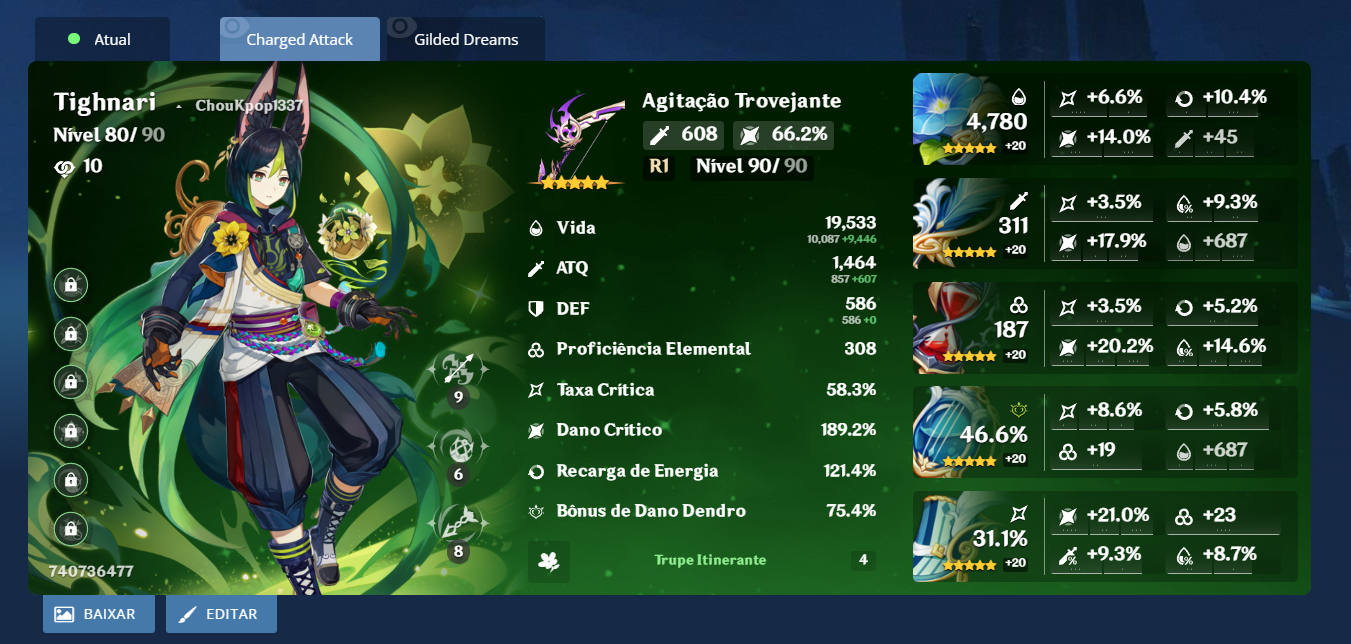 Atual
Charged Attack
Gilded Dreams
Tighnari
ChouKpop1337
Nível 80/ 90
10
9
6
8
740736477
Agitação Trovejante
608 66.2%
R1 Nível 90/ 90
Vida 19,533
10,087 +9,446
ATQ 1,464
857 +607
DEF 586
586 +0
Proficiência Elemental 308
Taxa Crítica 58.3%
Dano Crítico 189.2%
Recarga de Energia 121.4%
Bônus de Dano Dendro 75.4%
Trupe Itinerante 4
4,780
+20
+6.6% +10.4%
+14.0% +45
311
+20
+3.5% +9.3%
+17.9% +687
187
+20
+3.5% +5.2%
+20.2% +14.6%
46.6%
+20
+8.6% +5.8%
+19 +687
31.1%
+20
+21.0% +23
+9.3% +8.7%
BAIXAR
EDITAR